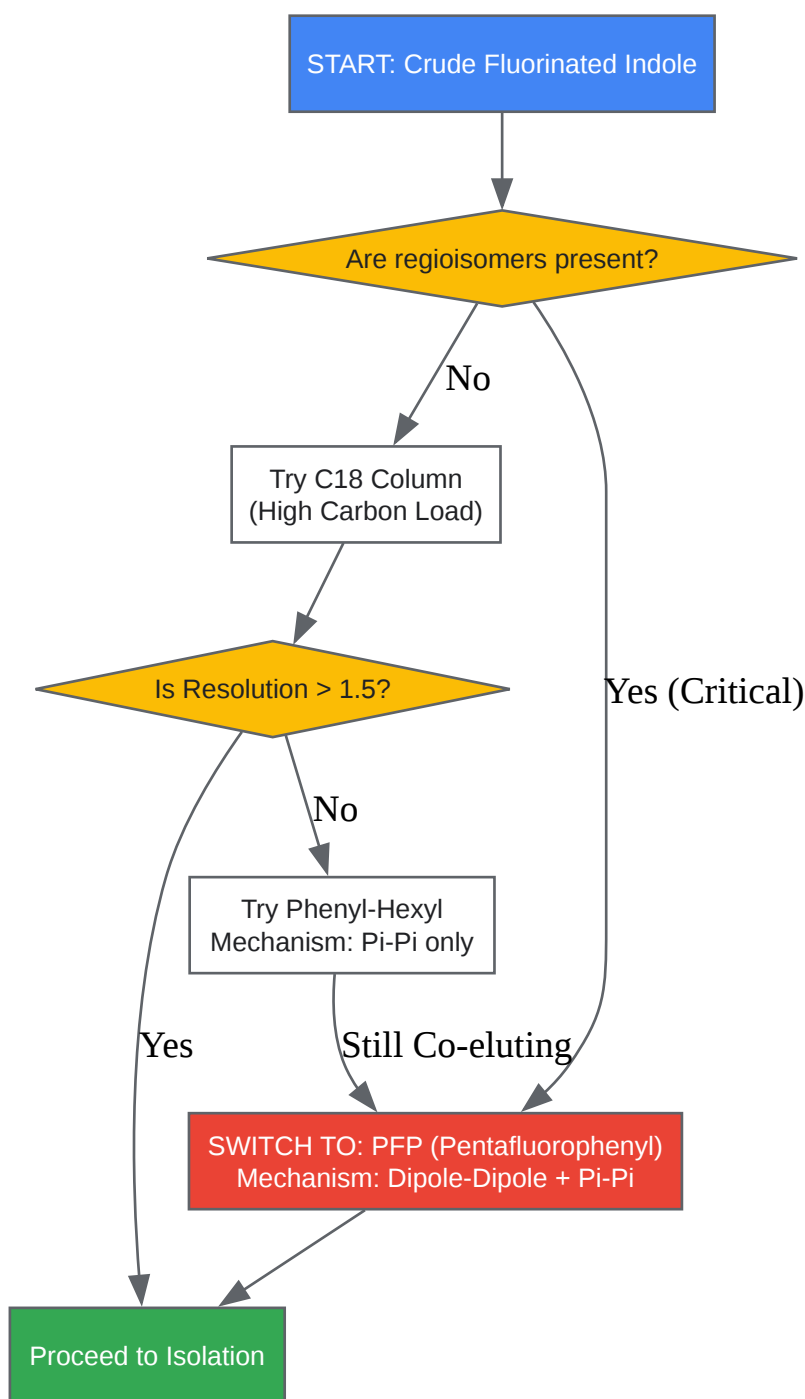 START: Crude Fluorinated Indole
Are regioisomers present?
No
Try C18 Column
(High Carbon Load)
Is Resolution > 1.5?
Yes (Critical)
No
Try Phenyl-Hexyl
Mechanism: Pi-Pi only
Yes
Still Co-eluting
SWITCH TO: PFP (Pentafluorophenyl)
Mechanism: Dipole-Dipole + Pi-Pi
Proceed to Isolation